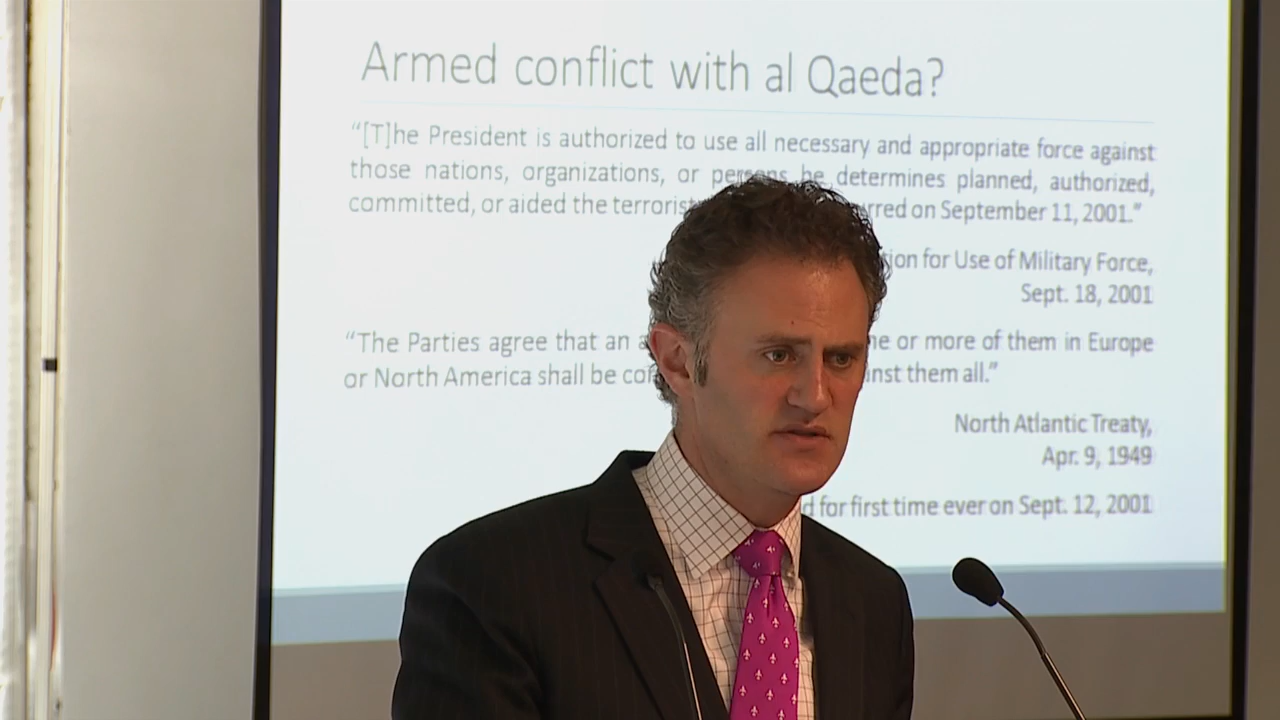 Armed conflict with al Qaeda?
“[T]he President is authorized to use all necessary and appropriate force against
those nations, organizations, or persons he determines planned, authorized,
committed, or aided the terrorist rred on September 11, 2001.”
ion for Use of Military Force,
Sept. 18, 2001
“The Parties agree that an a ne or more of them in Europe
or North America shall be co inst them all.”
North Atlantic Treaty,
Apr. 9, 1949
d for first time ever on Sept. 12, 2001